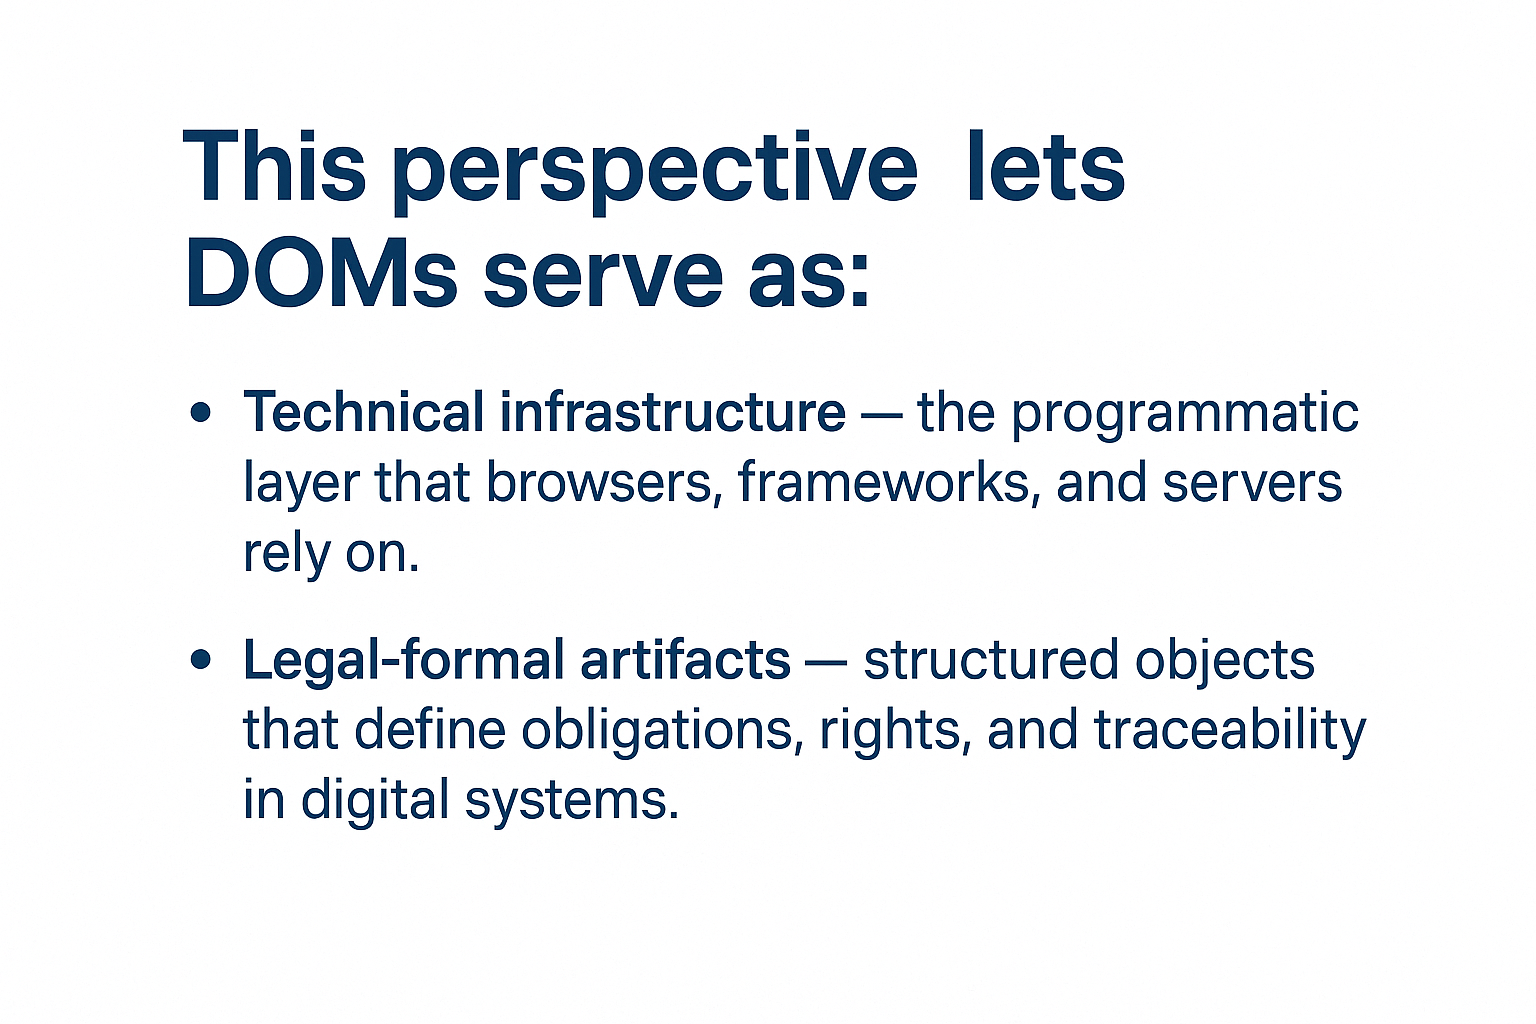 This perspective  lets
DOMs serve as:
• Technical infrastructure — the programmatic
layer that browsers, frameworks, and servers
rely on.
• Legal-formal artifacts — structured objects
that define obligations, rights, and traceability
in digital systems.